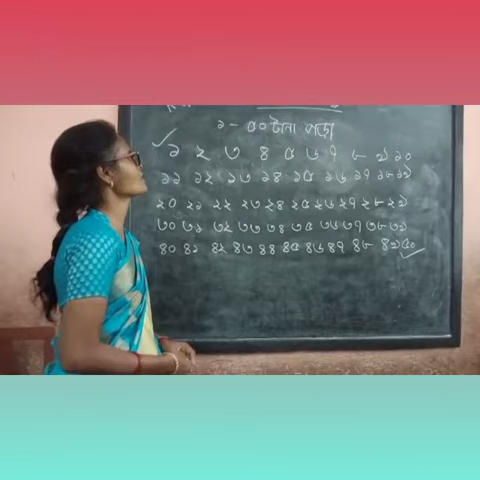 ১ - ৫০ টানা পড়া
১ ২ ৩ ৪ ৫ ৬ ৭ ৮ ৯ ১০
১১ ১২ ১৩ ১৪ ১৫ ১৬ ১৭ ১৮ ১৯
২০ ২১ ২২ ২৩ ২৪ ২৫ ২৬ ২৭ ২৮ ২৯
৩০ ৩১ ৩২ ৩৩ ৩৪ ৩৫ ৩৬ ৩৭ ৩৮ ৩৯
৪০ ৪১ ৪২ ৪৩ ৪৪ ৪৫ ৪৬ ৪৭ ৪৮ ৪৯ ৫০